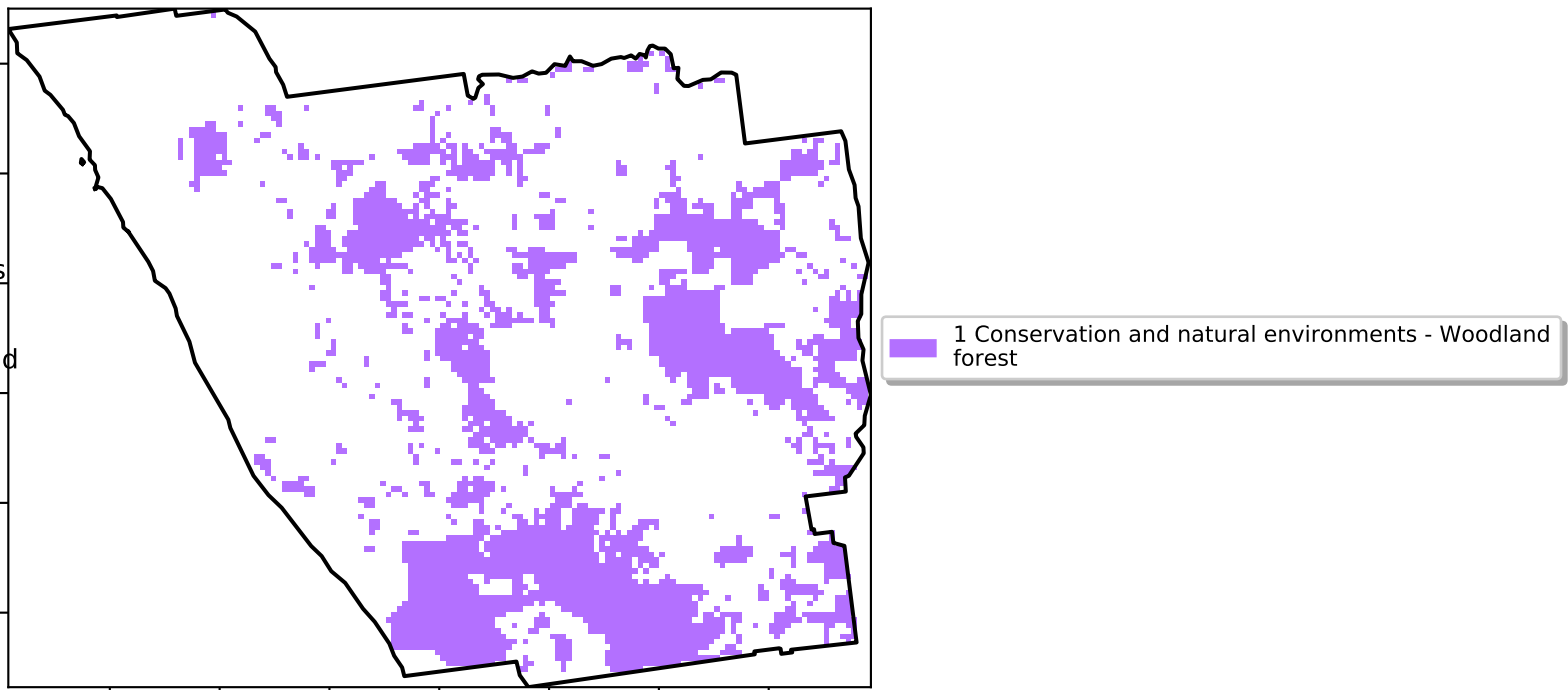 s
d
1 Conservation and natural environments - Woodland
forest